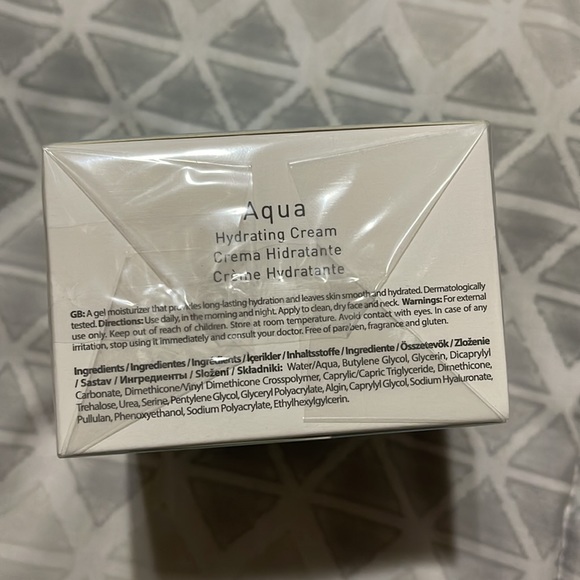 Aqua
Hydrating Cream
Crema Hidratante
Crème Hydratante
GB: A gel moisturizer that provides long-lasting hydration and leaves skin smooth and hydrated. Dermatologically
tested. Directions: Use daily, in the morning and night. Apply to clean, dry face and neck. Warnings: For external
use only. Keep out of reach of children. Store at room temperature. Avoid contact with eyes. In case of any
irritation, stop using it immediately and consult your doctor. Free of paraben, fragrance and gluten.
Ingredients / Ingredientes / Ingrédients / İçerikler / Inhaltsstoffe / Ingrediente / Összetevők / Zloženie
/ Sastav / Ингредиенты / Složení / Składniki: Water/Aqua, Butylene Glycol, Glycerin, Dicaprylyl
Carbonate, Dimethicone/Vinyl Dimethicone Crosspolymer, Caprylic/Capric Triglyceride, Dimethicone,
Trehalose, Urea, Serine, Pentylene Glycol, Glyceryl Polyacrylate, Algin, Caprylyl Glycol, Sodium Hyaluronate,
Pullulan, Phenoxyethanol, Sodium Polyacrylate, Ethylhexylglycerin.